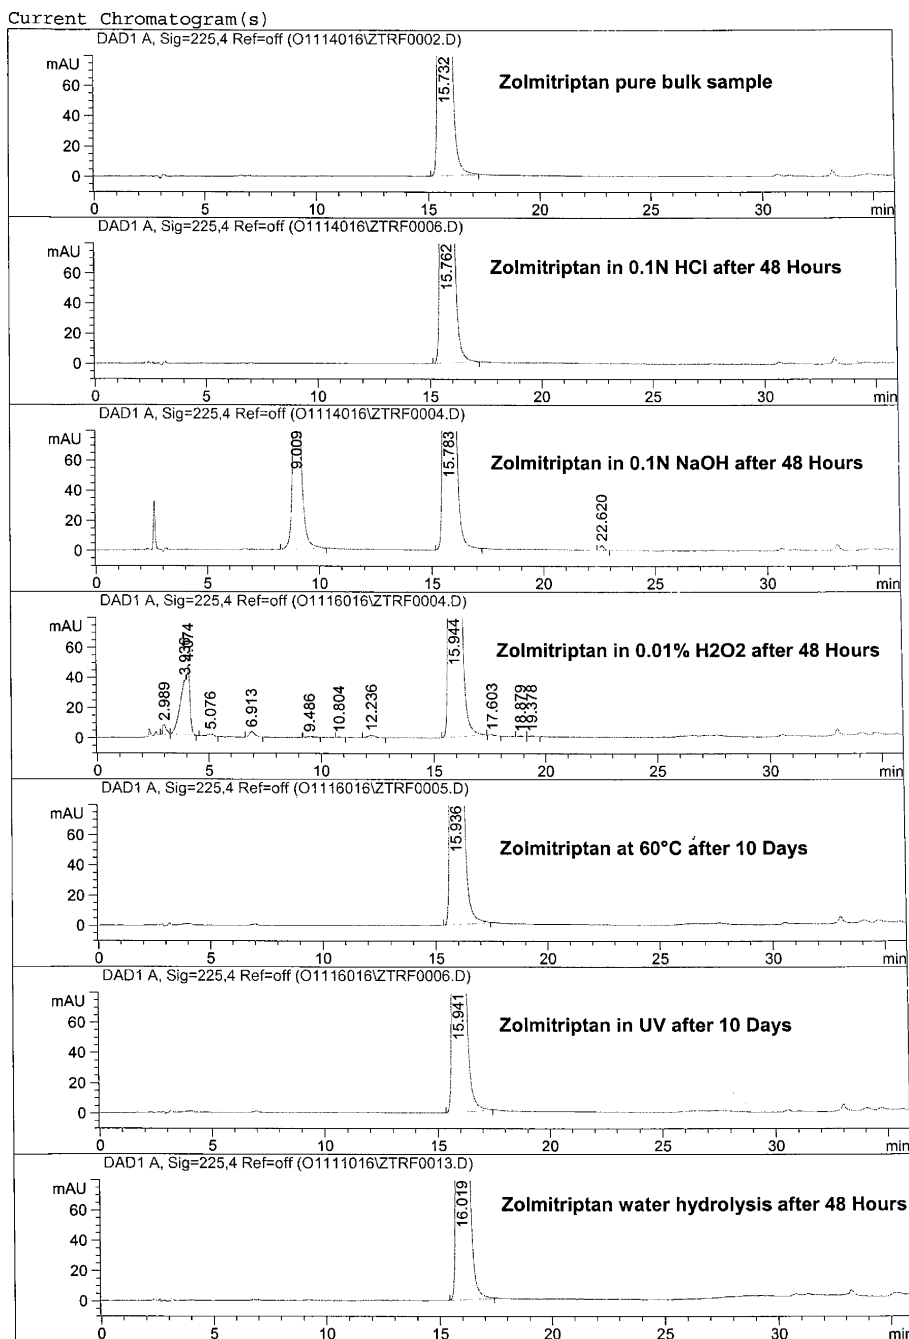 Current Chromatogram(s)
DAD1 A, Sig=225,4 Ref=off (O1114016\ZTRF0002.D)
mAU
60
40
20
0
15.732
Zolmitriptan pure bulk sample
0 5 10 15 20 25 30 min
DAD1 A, Sig=225,4 Ref=off (O1114016\ZTRF0006.D)
mAU
60
40
20
0
15.762
Zolmitriptan in 0.1N HCl after 48 Hours
0 5 10 15 20 25 30 min
DAD1 A, Sig=225,4 Ref=off (O1114016\ZTRF0004.D)
mAU
60
40
20
0
9.009
15.783
22.620
Zolmitriptan in 0.1N NaOH after 48 Hours
0 5 10 15 20 25 30 min
DAD1 A, Sig=225,4 Ref=off (O1116016\ZTRF0004.D)
mAU
60
40
20
0
2.989
4.074
5.076
6.913
9.486
10.804
12.236
15.944
17.603
18.879
19.378
Zolmitriptan in 0.01% H2O2 after 48 Hours
0 5 10 15 20 25 30 min
DAD1 A, Sig=225,4 Ref=off (O1116016\ZTRF0005.D)
mAU
60
40
20
0
15.936
Zolmitriptan at 60°C after 10 Days
0 5 10 15 20 25 30 min
DAD1 A, Sig=225,4 Ref=off (O1116016\ZTRF0006.D)
mAU
60
40
20
0
15.941
Zolmitriptan in UV after 10 Days
0 5 10 15 20 25 30 min
DAD1 A, Sig=225,4 Ref=off (O1111016\ZTRF0013.D)
mAU
60
40
20
0
16.019
Zolmitriptan water hydrolysis after 48 Hours
0 5 10 15 20 25 30 min